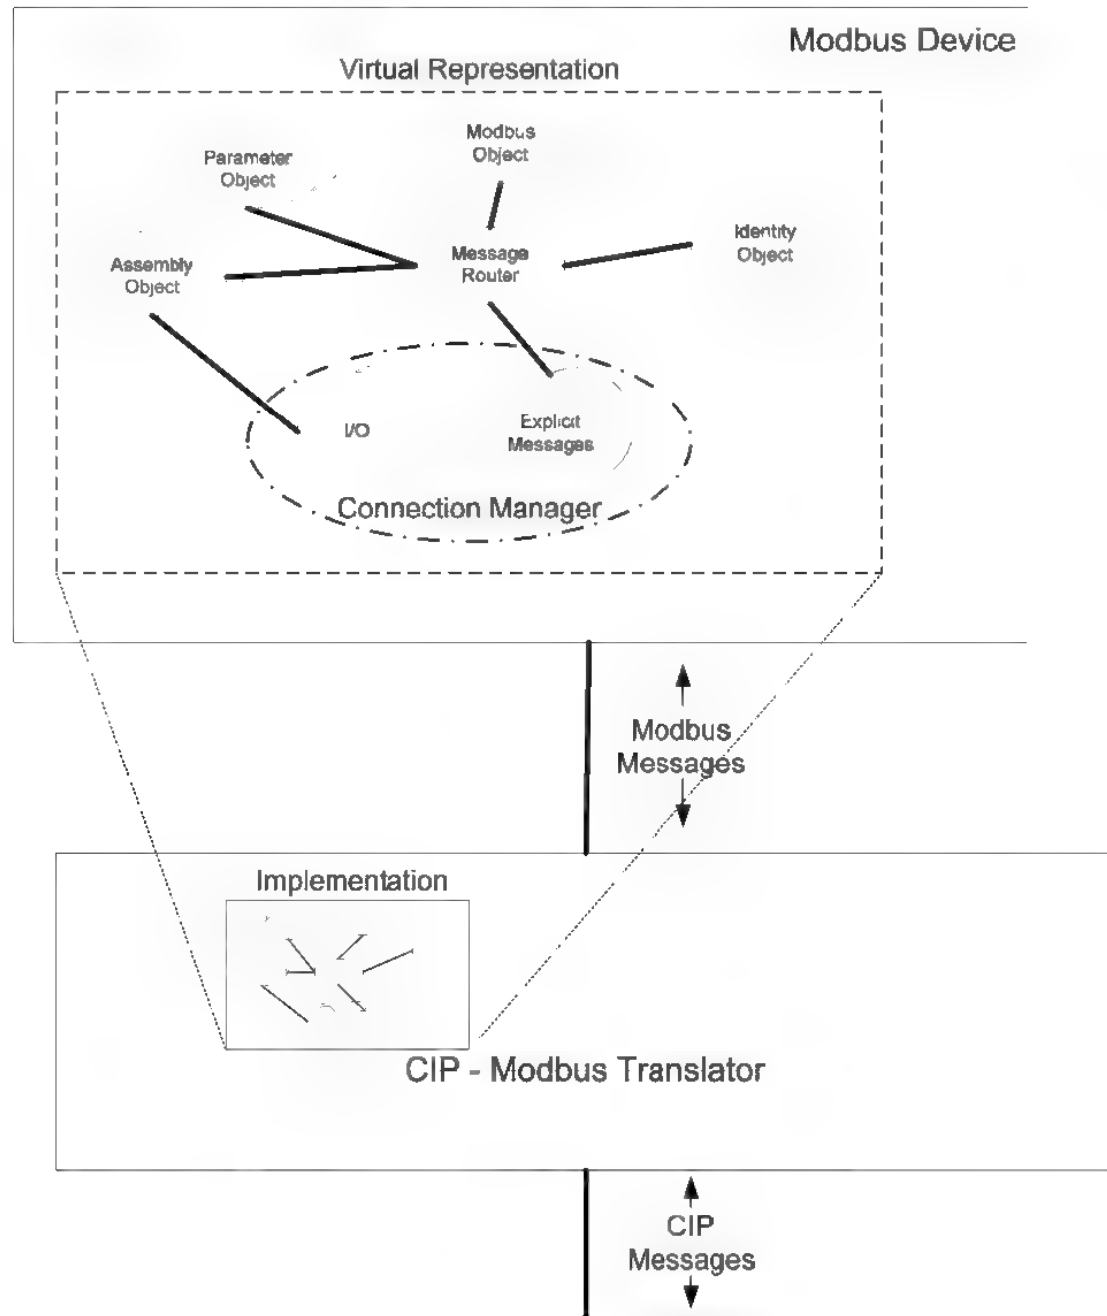 Modbus Device
Virtual Representation
Modbus
Object
Parameter
Object
Message
Router
Identity
Object
Assembly
Object
I/O
Explicit
Messages
Connection Manager
Modbus
Messages
Implementation
CIP - Modbus Translator
CIP
Messages